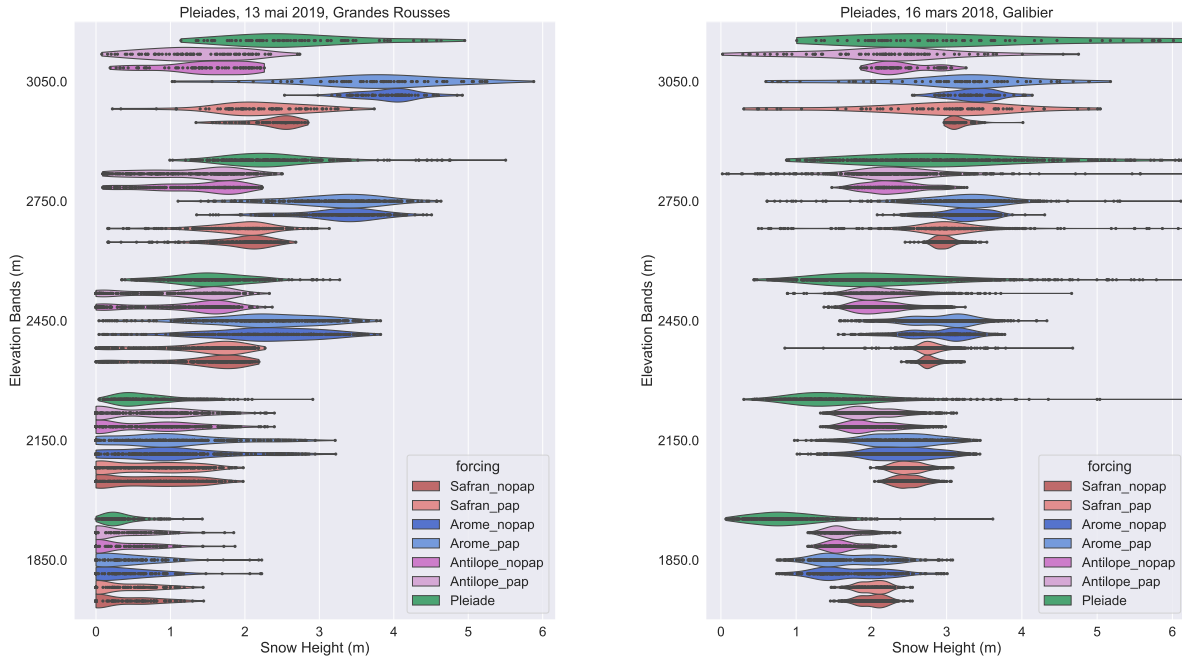 Pleiades, 13 mai 2019, Grandes Rousses
Elevation Bands (m)
3050.0
2750.0
2450.0
2150.0
1850.0
forcing
Safran_nopap
Safran_pap
Arome_nopap
Arome_pap
Antilope_nopap
Antilope_pap
Pleiade
0 1 2 3 4 5 6
Snow Height (m)
Pleiades, 16 mars 2018, Galibier
Elevation Bands (m)
3050.0
2750.0
2450.0
2150.0
1850.0
forcing
Safran_nopap
Safran_pap
Arome_nopap
Arome_pap
Antilope_nopap
Antilope_pap
Pleiade
0 1 2 3 4 5 6
Snow Height (m)